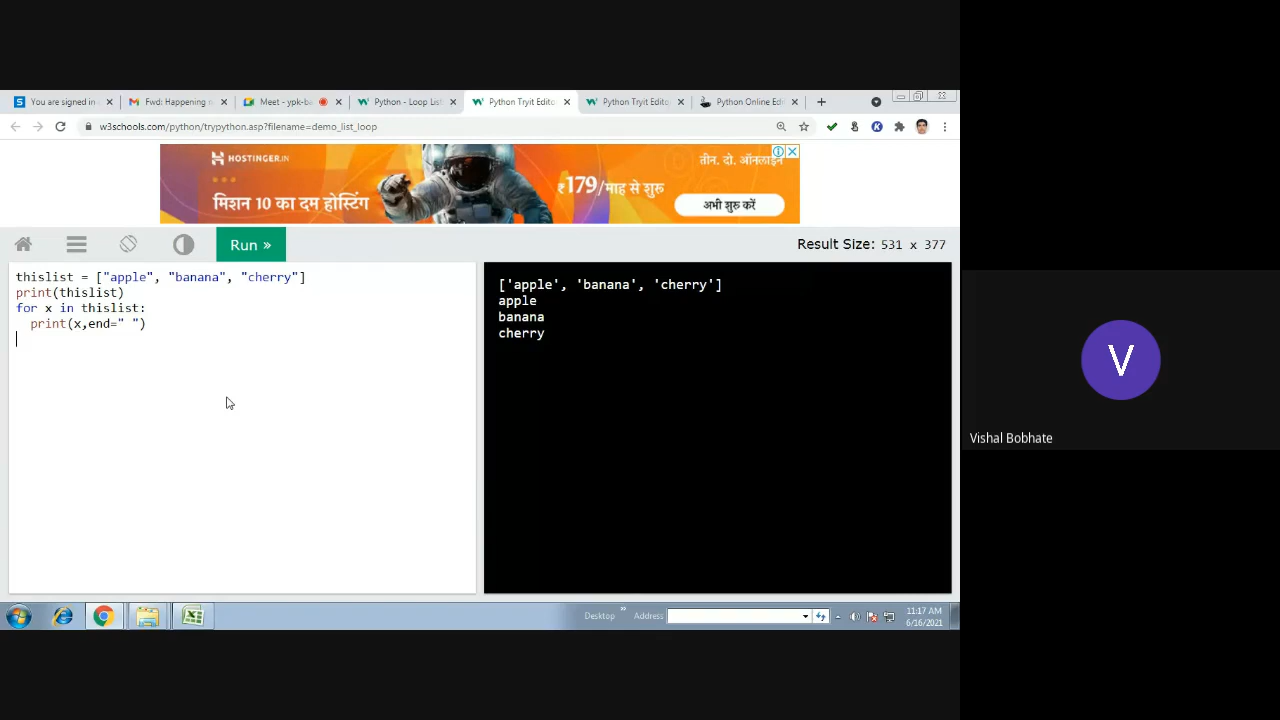 You are signed in
Fwd: Happening n
Meet - ypk-ba
Python - Loop List
Python Tryit Edito
Python Tryit Edito
Python Online Edi
w3schools.com/python/trypython.asp?filename=demo_list_loop
HOSTINGER.IN
मिशन 10 का दम होस्टिंग
₹179/माह से शुरू
तीन. दो. ऑनलाईन
अभी शुरू करें
Run »
Result Size: 531 x 377
thislist = ["apple", "banana", "cherry"]
print(thislist)
for x in thislist:
print(x,end=" ")
['apple', 'banana', 'cherry']
apple
banana
cherry
V
Vishal Bobhate
Desktop
Address
11:17 AM
6/16/2021